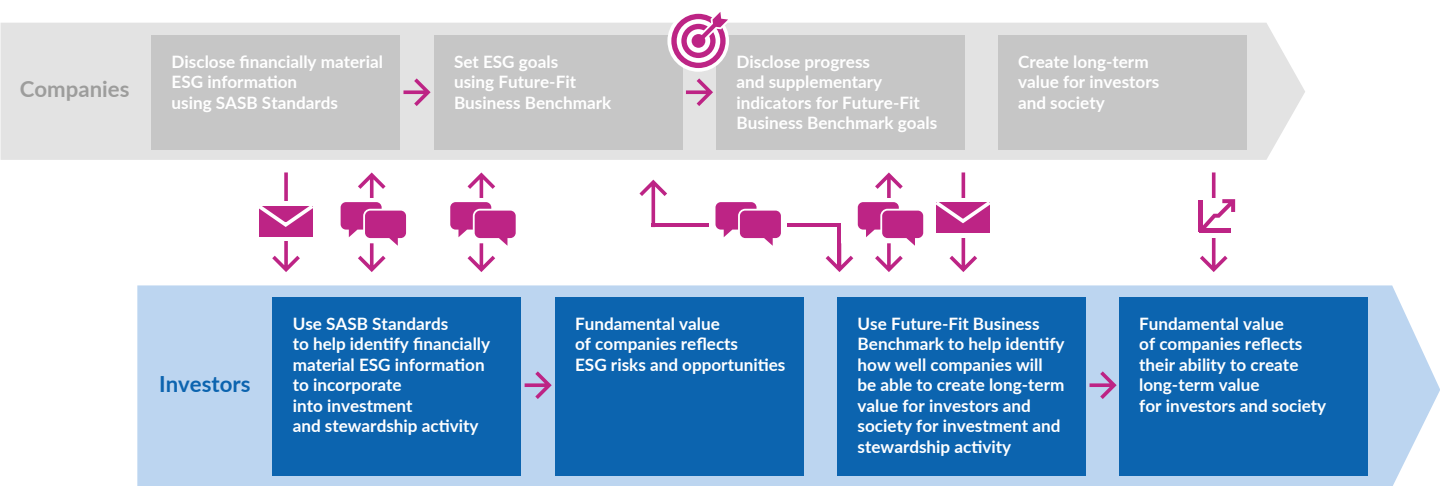 Companies
Disclose financially material
ESG information
using SASB Standards
Set ESG goals
using Future-Fit
Business Benchmark
Disclose progress
and supplementary
indicators for Future-Fit
Business Benchmark goals
Create long-term
value for investors
and society
Investors
Use SASB Standards
to help identify financially
material ESG information
to incorporate
into investment
and stewardship activity
Fundamental value
of companies reflects
ESG risks and opportunities
Use Future-Fit Business
Benchmark to help identify
how well companies will
be able to create long-term
value for investors and
society for investment and
stewardship activity
Fundamental value
of companies reflects
their ability to create
long-term value
for investors and society